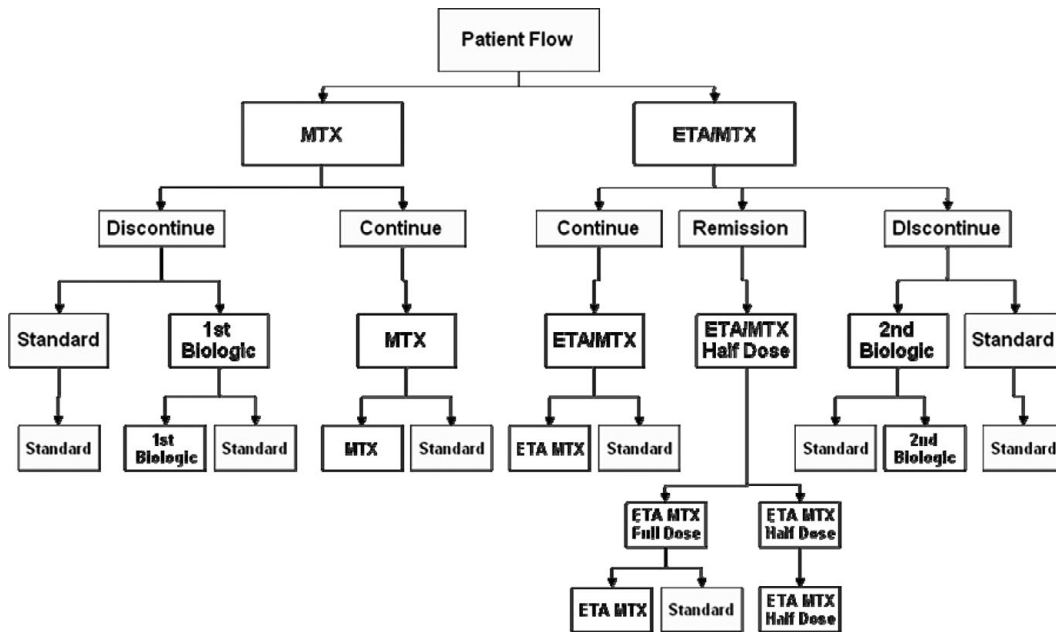 Patient Flow
MTX
ETA/MTX
Discontinue
Continue
Continue
Remission
DIscontinue
Standard
1st
Biologic
MTX
ETA/MTX
ETA/MTX
Half Dose
2nd
Biologic
Standard
Standard
1st
Biologic
Standard
MTX
Standard
ETA MTX
Standard
Standard
2nd
Biologic
Standard
ETA MTX
Full Dose
ETA MTX
Half Dose
ETA MTX
Standard
ETA MTX
Half Dose